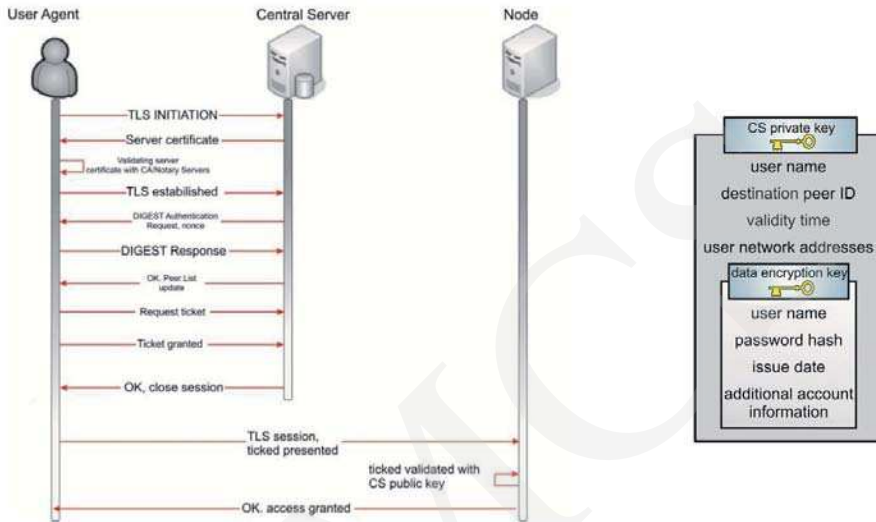 User Agent
Central Server
Node
TLS INITIATION
Server certificate
Validating server
certificate with CA/Notary Servers
TLS estabilished
DIGEST Authentication
Request, nonce
DIGEST Response
OK. Peer List
update
Request ticket
Ticket granted
OK, close session
TLS session,
ticked presented
ticked validated with
CS public key
OK. access granted
CS private key
user name
destination peer ID
validity time
user network addresses
data encryption key
user name
password hash
issue date
additional account
information